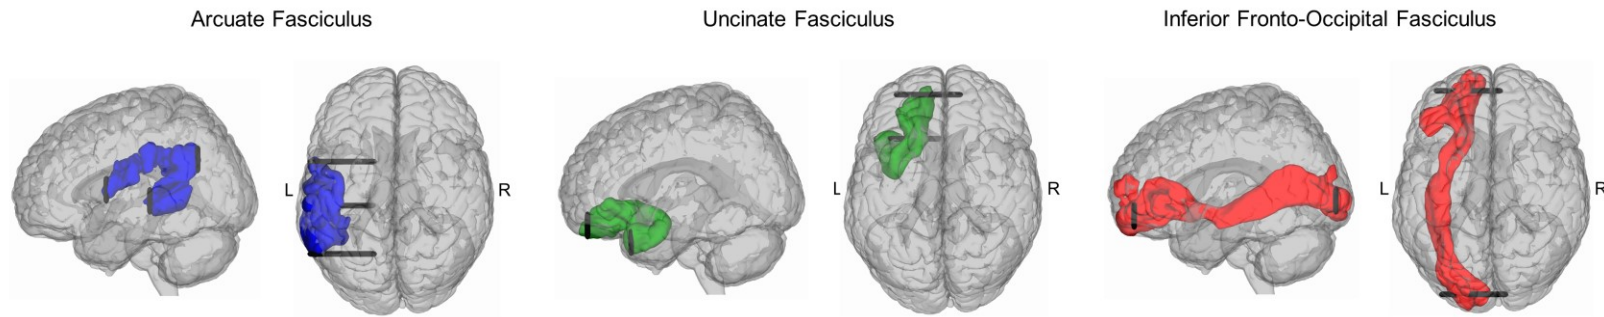 Arcuate Fasciculus
Uncinate Fasciculus
Inferior Fronto-Occipital Fasciculus
L
R
L
R
L
R